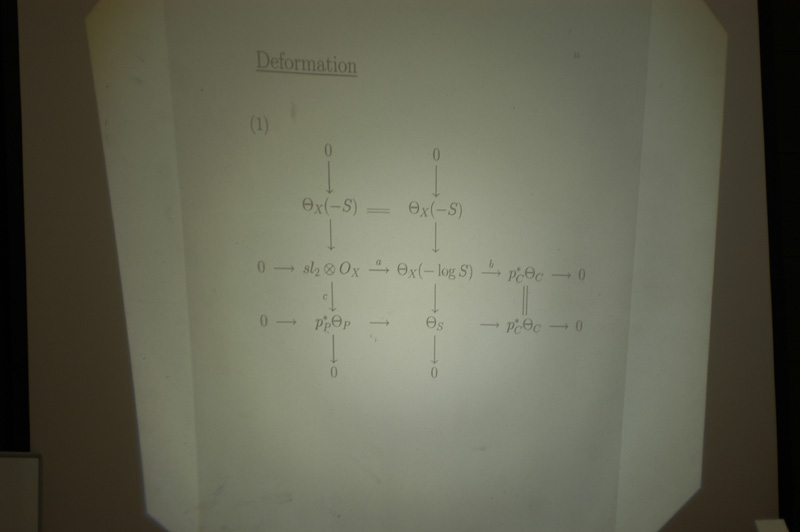 Deformation
(1)
0 0
Θ_X(−S) = Θ_X(−S)
0 → sl_2 ⊗ O_X →^a Θ_X(−log S) →^b p_C^*Θ_C → 0
c
0 → p_P^*Θ_P → Θ_S → p_C^*Θ_C → 0
0 0